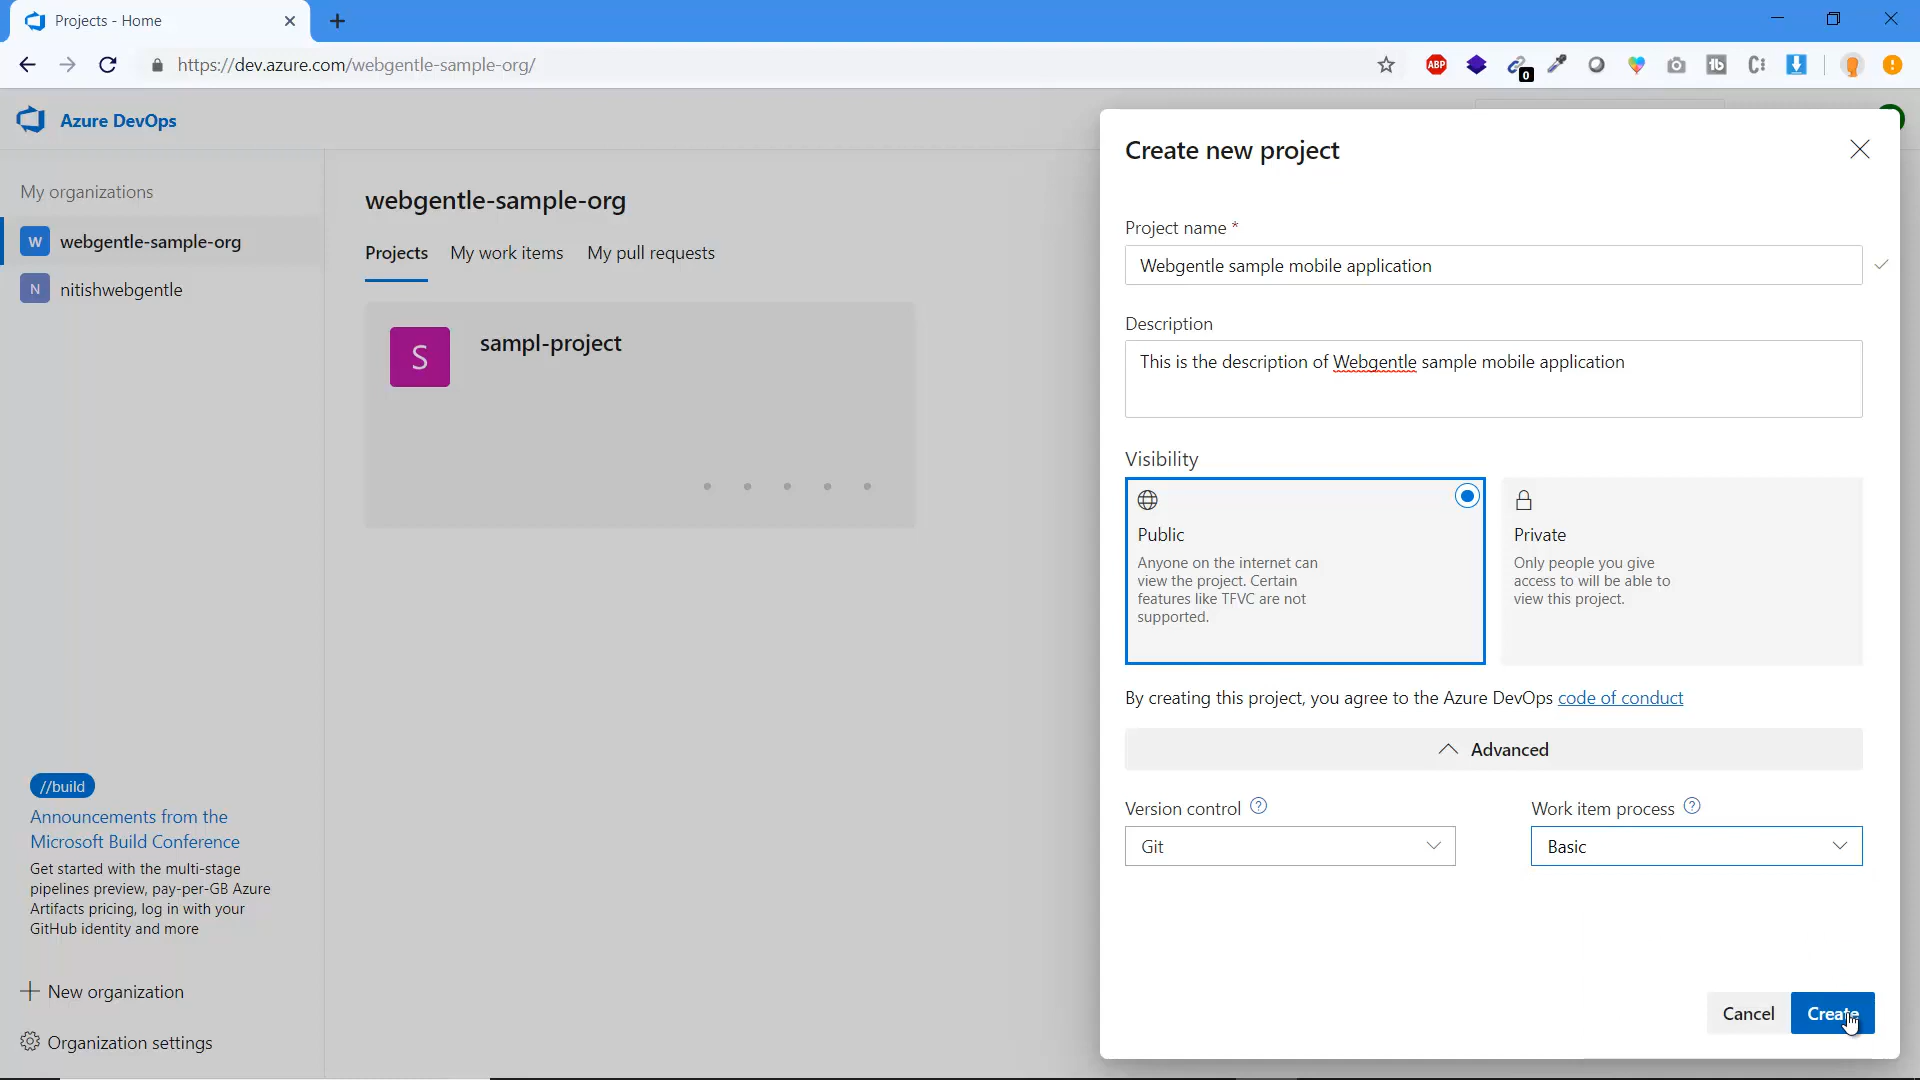 Projects - Home
https://dev.azure.com/webgentle-sample-org/
ABP
0
1b
Azure DevOps
My organizations
W webgentle-sample-org
N nitishwebgentle
//build
Announcements from the
Microsoft Build Conference
Get started with the multi-stage
pipelines preview, pay-per-GB Azure
Artifacts pricing, log in with your
GitHub identity and more
New organization
Organization settings
webgentle-sample-org
Projects My work items My pull requests
S sampl-project
Create new project
Project name *
Webgentle sample mobile application
Description
This is the description of Webgentle sample mobile application
Visibility
Public
Anyone on the internet can
view the project. Certain
features like TFVC are not
supported.
Private
Only people you give
access to will be able to
view this project.
By creating this project, you agree to the Azure DevOps code of conduct
Advanced
Version control ?
Git
Work item process ?
Basic
Cancel
Create